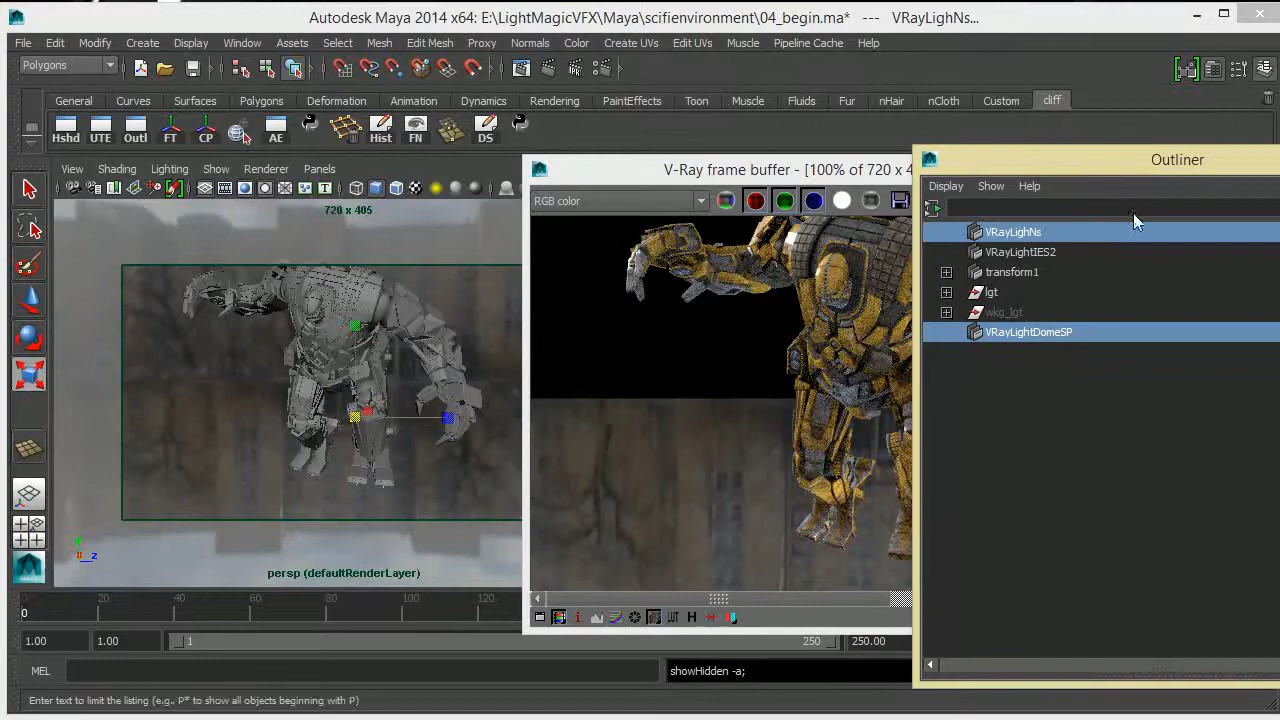 Autodesk Maya 2014 x64: E:\LightMagicVFX\Maya\scifienvironment\04_begin.ma* --- VRayLighNs...
File Edit Modify Create Display Window Assets Select Mesh Edit Mesh Proxy Normals Color Create UVs Edit UVs Muscle Pipeline Cache Help
Polygons
General Curves Surfaces Polygons Deformation Animation Dynamics Rendering PaintEffects Toon Muscle Fluids Fur nHair nCloth Custom cliff
Hshd UTE Outl FT CP AE Hist FN DS
View Shading Lighting Show Renderer Panels
720 x 405
persp (defaultRenderLayer)
V-Ray frame buffer - [100% of 720 x 4
RGB color
Outliner
Display Show Help
VRayLighNs
VRayLightIES2
transform1
lgt
wkg_lgt
VRayLightDomeSP
0 20 40 60 80 100 120
0
1.00 1.00 1 250 250.00
MEL showHidden -a;
Enter text to limit the listing (e.g., P* to show all objects beginning with P)